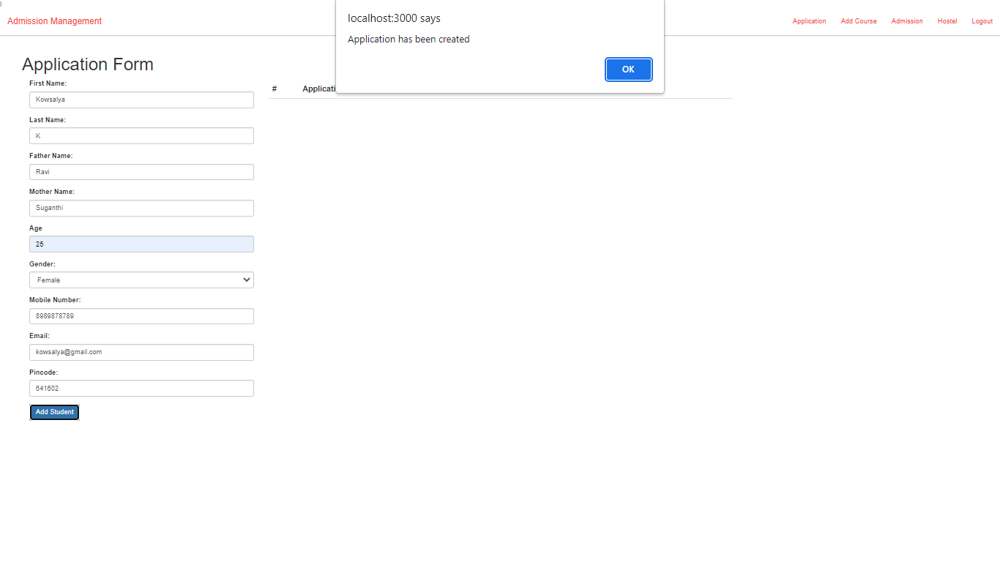 Admission Management
localhost:3000 says
Application has been created
OK
Application
Add Course
Admission
Hostel
Logout
Application Form
First Name:
Kowsalya
Last Name:
K
Father Name:
Ravi
Mother Name:
Suganthi
Age
25
Gender:
Female
Mobile Number:
8989878789
Email:
kowsalya@gmail.com
Pincode:
641602
Add Student
# Applicati